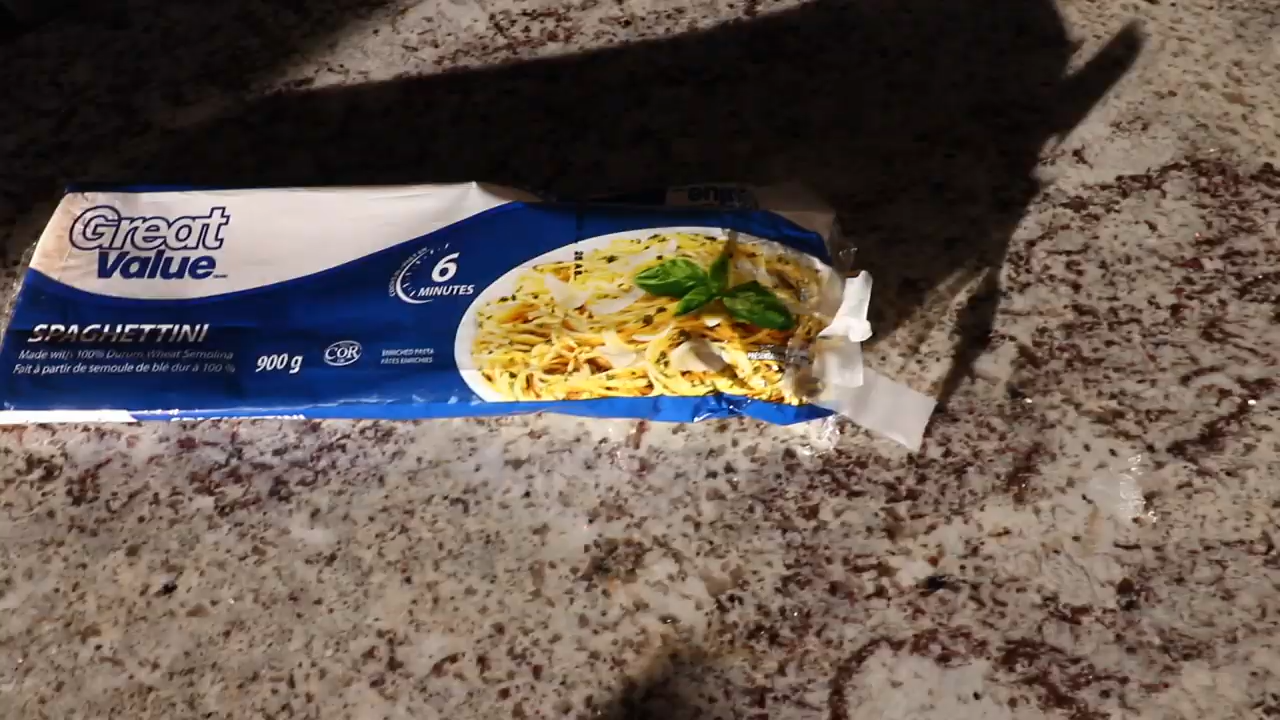 Great
Value
6
MINUTES
SPAGHETTINI
Made with 100% Durum Wheat Semolina
Fait à partir de semoule de blé dur à 100 %
900 g
COR
ENRICHED PASTA
PÂTES ENRICHIES
SPAGHETTINI